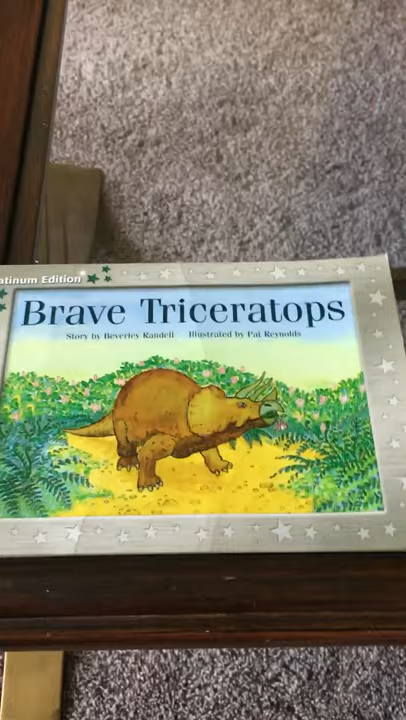 atinum Edition
Brave Triceratops
Story by Beverley Randell Illustrated by Pat Reynolds